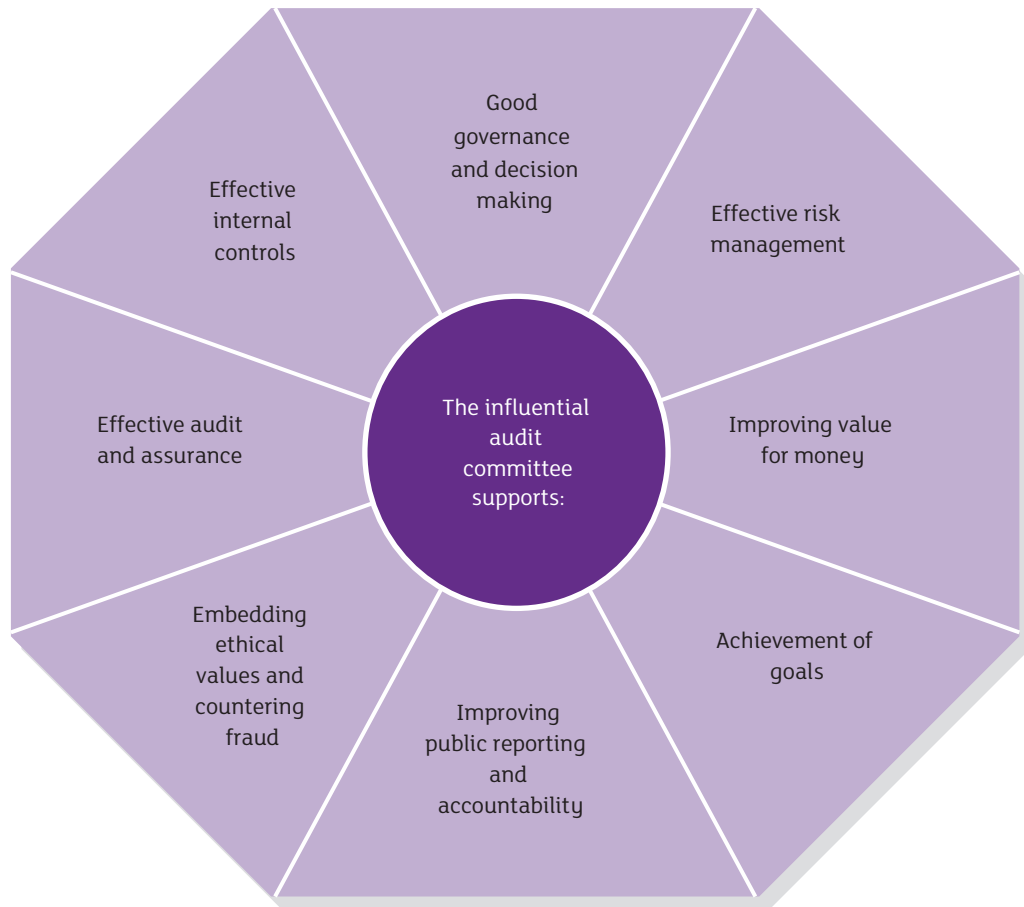 Good
governance
and decision
making
Effective risk
management
Improving value
for money
Achievement of
goals
Improving
public reporting
and
accountability
Embedding
ethical
values and
countering
fraud
Effective audit
and assurance
Effective
internal
controls
The influential
audit
committee
supports: